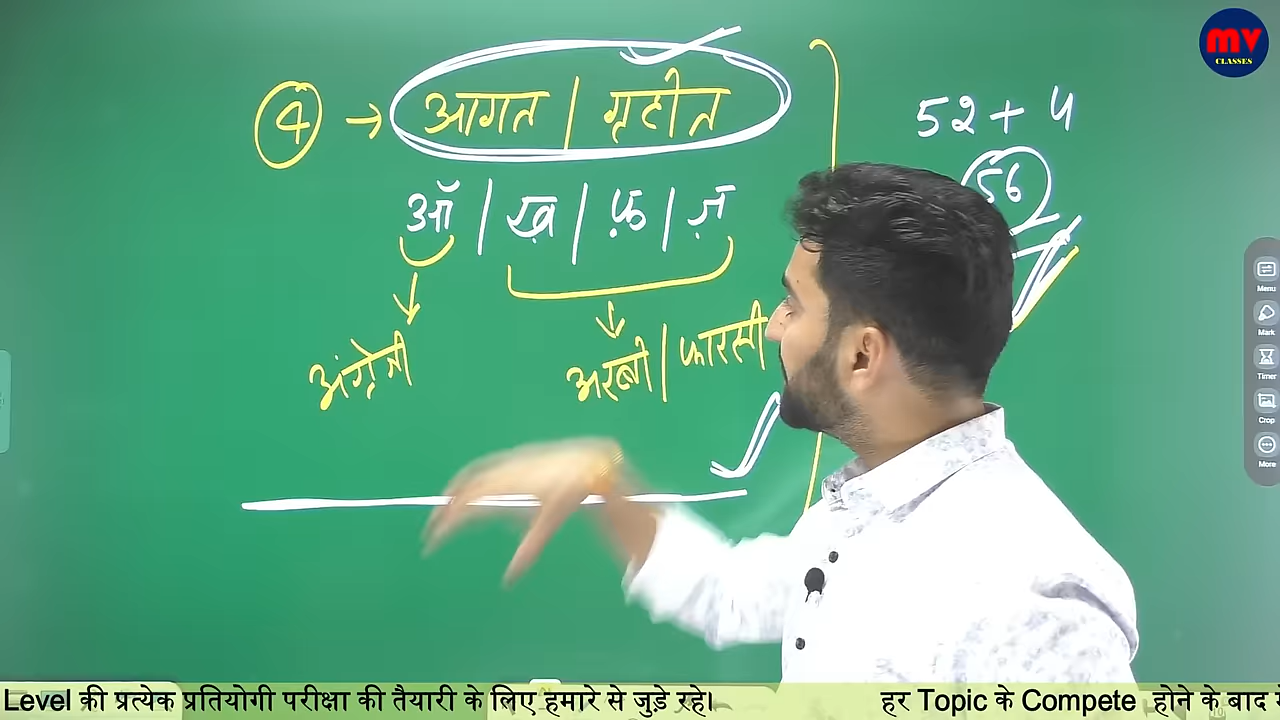 MV
CLASSES
4 → आगत | गृहीत
ऑ | ख़ | फ़ | ज़
अंग्रेजी
अरबी | फारसी
52 + 4
56
Menu
Mark
Timer
Crop
More
Level की प्रत्येक प्रतियोगी परीक्षा की तैयारी के लिए हमारे से जुड़े रहे। हर Topic के Compete होने के बाद